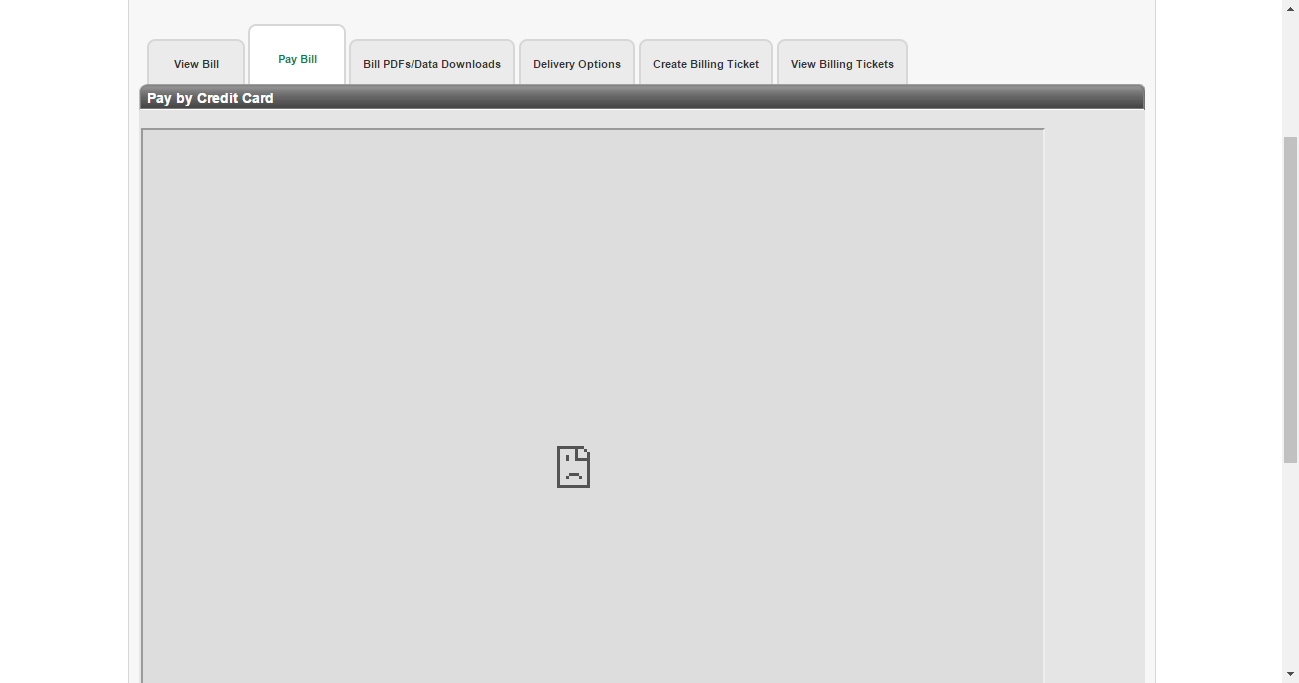 View Bill
Pay Bill
Bill PDFs/Data Downloads
Delivery Options
Create Billing Ticket
View Billing Tickets
Pay by Credit Card